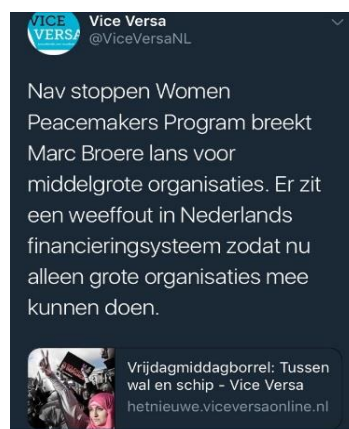 VICE
VERSA
Vice Versa
@ViceVersaNL
Nav stoppen Women
Peacemakers Program breekt
Marc Broere lans voor
middelgrote organisaties. Er zit
een weeffout in Nederlands
financieringsysteem zodat nu
alleen grote organisaties mee
kunnen doen.
Vrijdagmiddagborrel: Tussen
wal en schip - Vice Versa
hetnieuwe.viceversaonline.nl